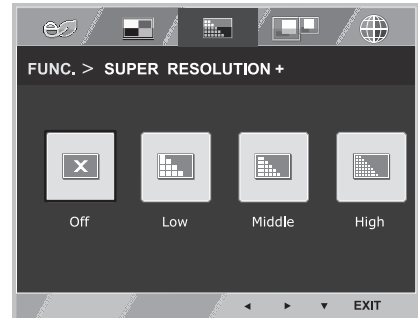 FUNC. > SUPER RESOLUTION +
Off Low Middle High
EXIT